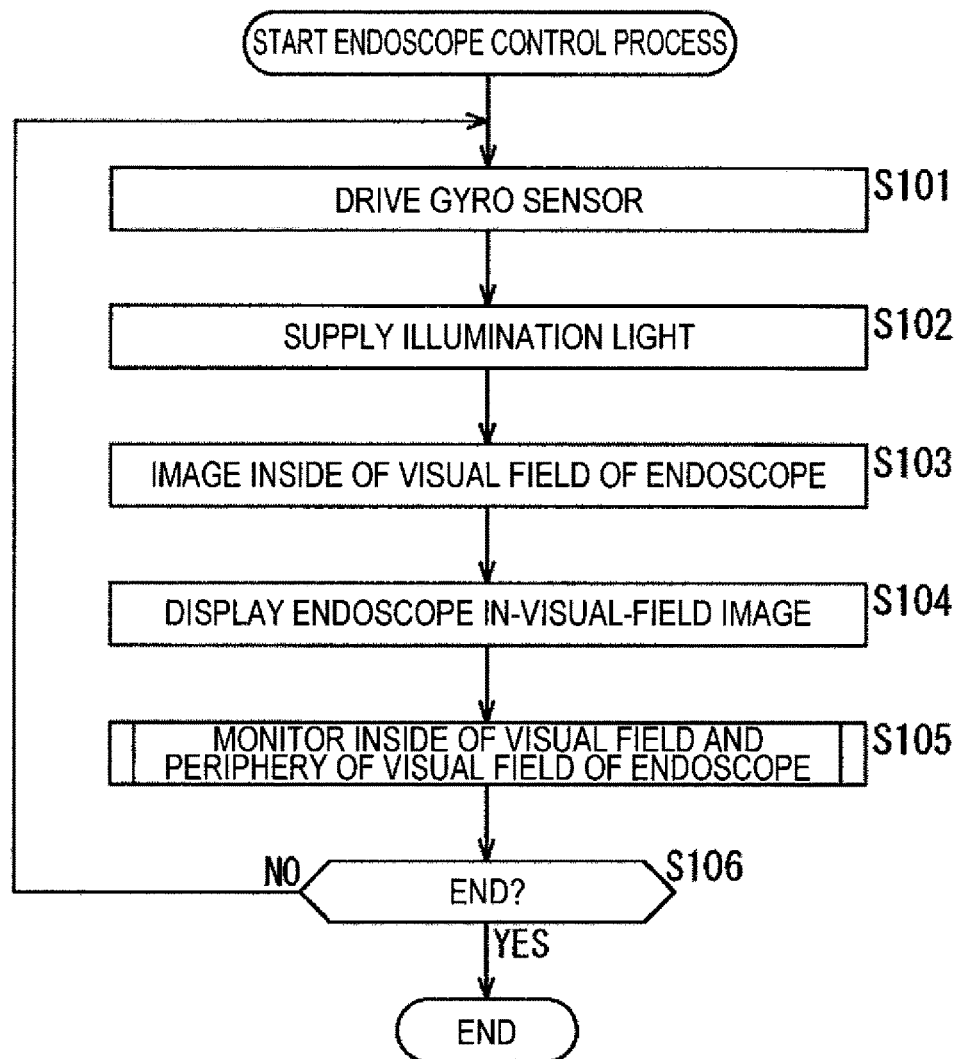 START ENDOSCOPE CONTROL PROCESS
DRIVE GYRO SENSOR
S101
SUPPLY ILLUMINATION LIGHT
S102
IMAGE INSIDE OF VISUAL FIELD OF ENDOSCOPE
S103
DISPLAY ENDOSCOPE IN-VISUAL-FIELD IMAGE
S104
MONITOR INSIDE OF VISUAL FIELD AND
PERIPHERY OF VISUAL FIELD OF ENDOSCOPE
S105
NO
END?
S106
YES
END